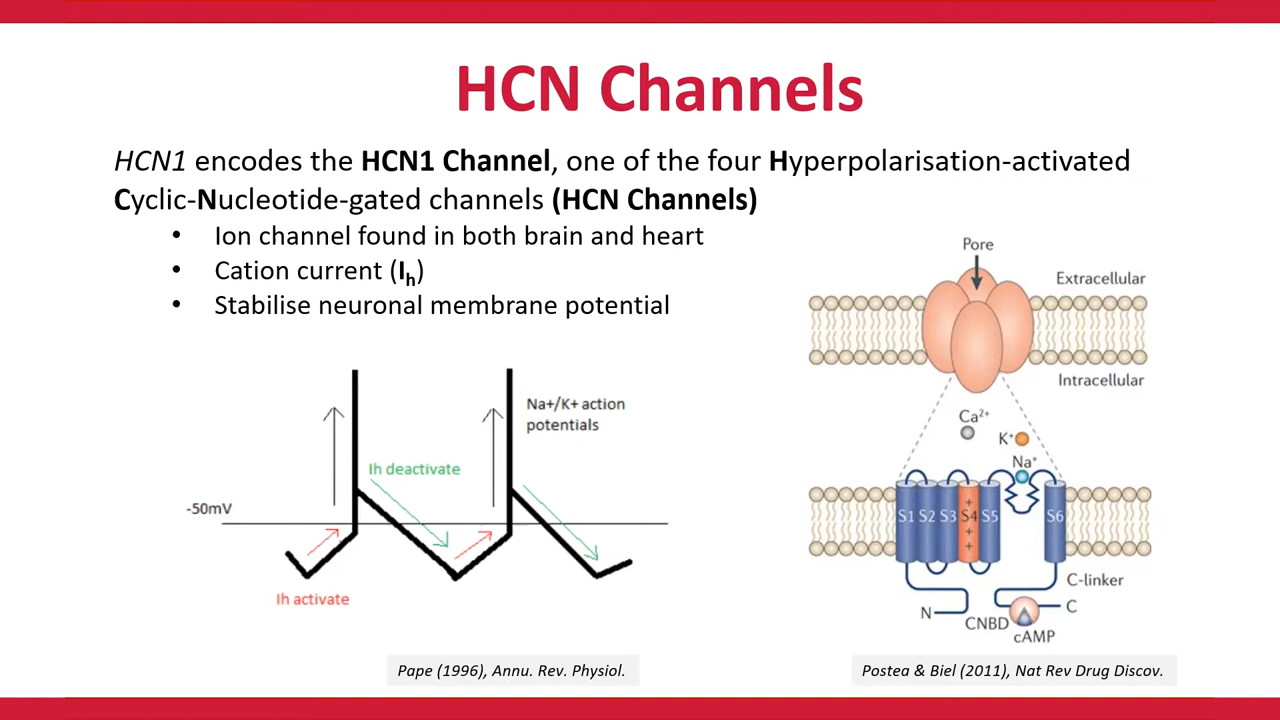 HCN Channels
HCN1 encodes the HCN1 Channel, one of the four Hyperpolarisation-activated
Cyclic-Nucleotide-gated channels (HCN Channels)
• Ion channel found in both brain and heart
• Cation current (Ih)
• Stabilise neuronal membrane potential
Na+/K+ action
potentials
Ih deactivate
-50mV
Ih activate
Pape (1996), Annu. Rev. Physiol.
Pore
Extracellular
Intracellular
Ca²⁺
K⁺
Na⁺
S1 S2 S3 S4 S5 S6
+
+
+
C-linker
N
C
CNBD
cAMP
Postea & Biel (2011), Nat Rev Drug Discov.